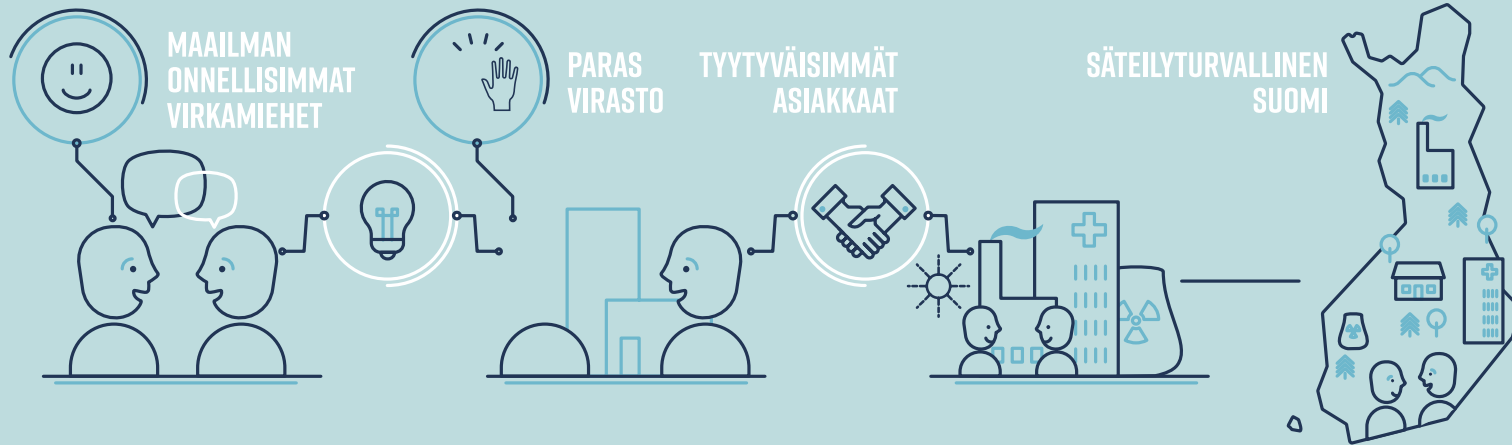 MAAILMAN
ONNELLISIMMAT
VIRKAMIEHET
PARAS
VIRASTO
TYYTYVÄISIMMÄT
ASIAKKAAT
SÄTEILYTURVALLINEN
SUOMI